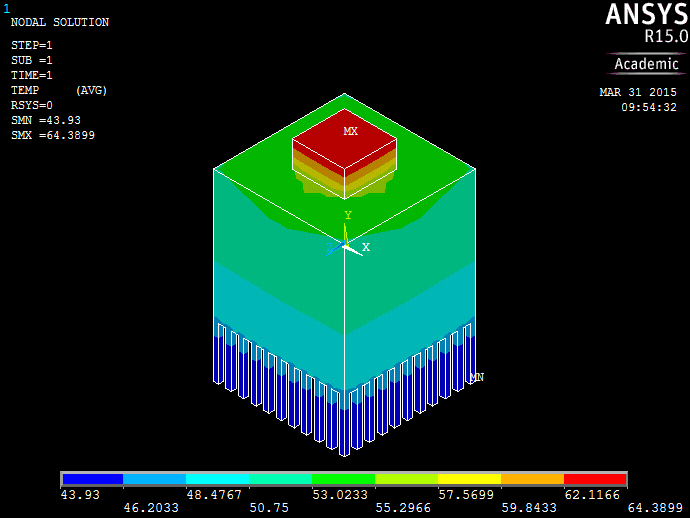 1
NODAL SOLUTION
STEP=1
SUB =1
TIME=1
TEMP (AVG)
RSYS=0
SMN =43.93
SMX =64.3899
ANSYS
R15.0
Academic
MAR 31 2015
09:54:32
MX
Y
X
MN
43.93 48.4767 53.0233 57.5699 62.1166
46.2033 50.75 55.2966 59.8433 64.3899